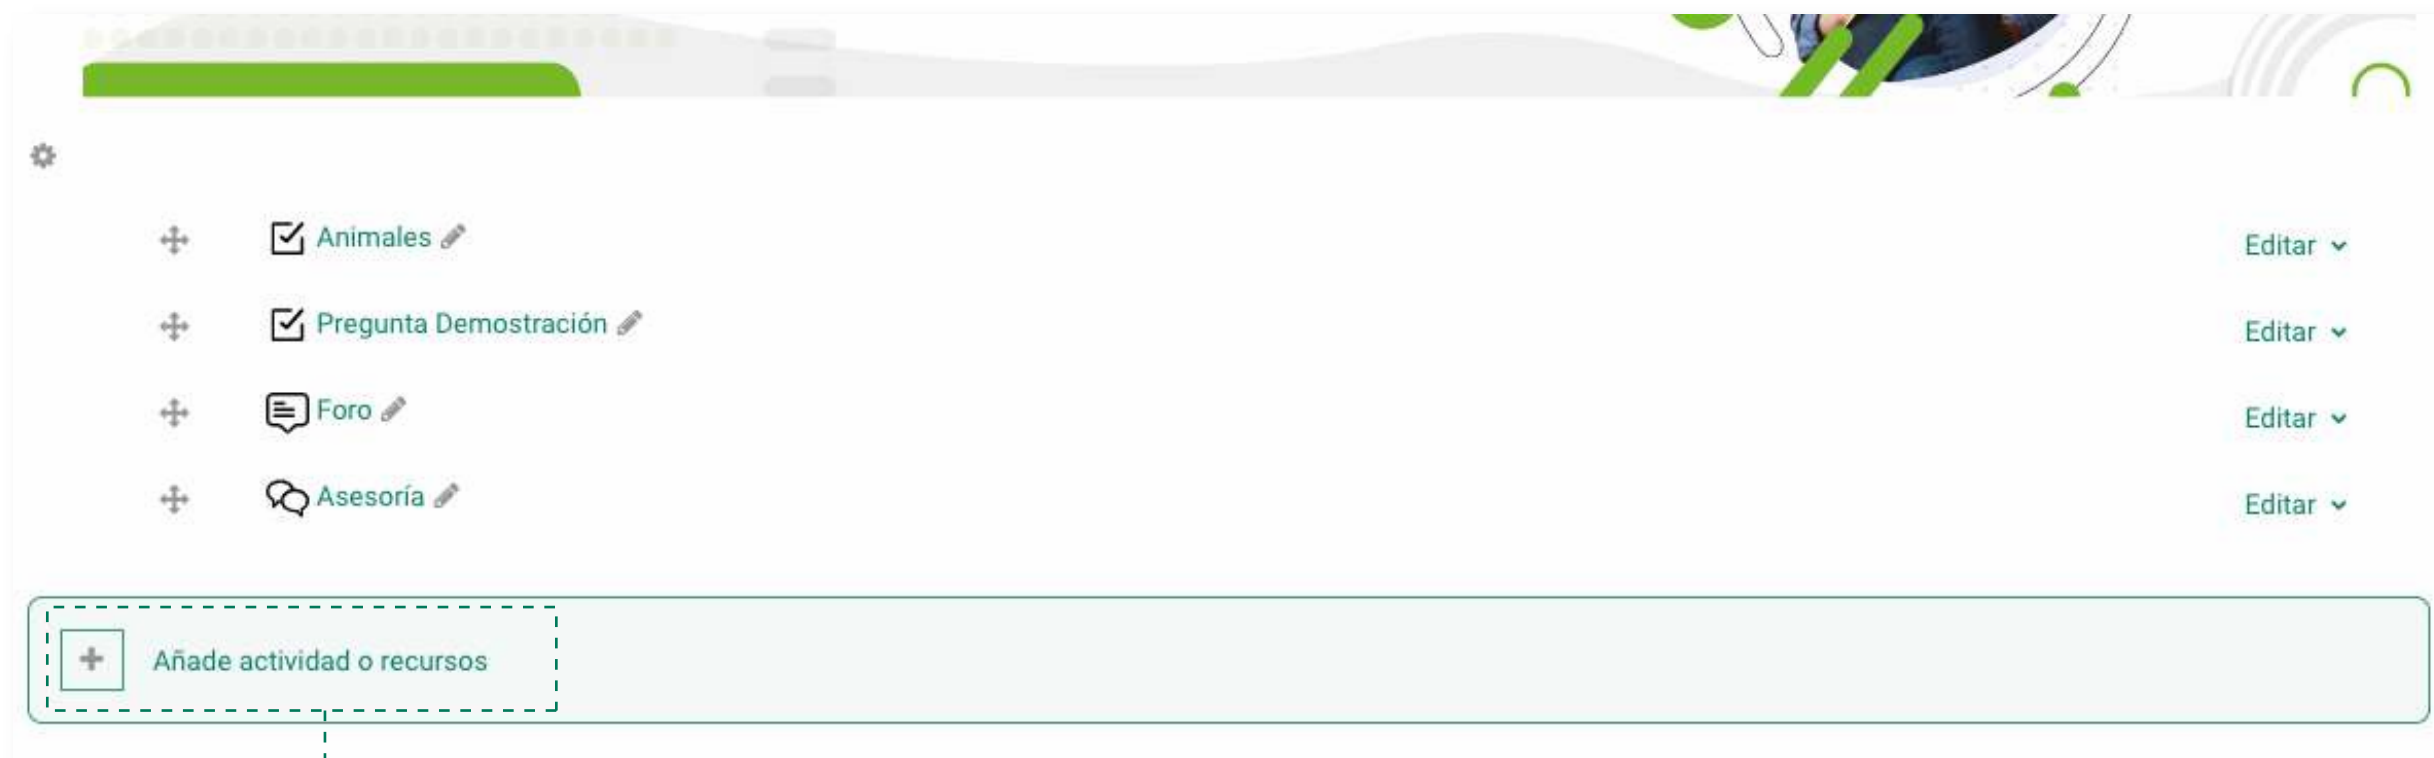 Animales
Editar
Pregunta Demostración
Editar
Foro
Editar
Asesoría
Editar
Añade actividad o recursos